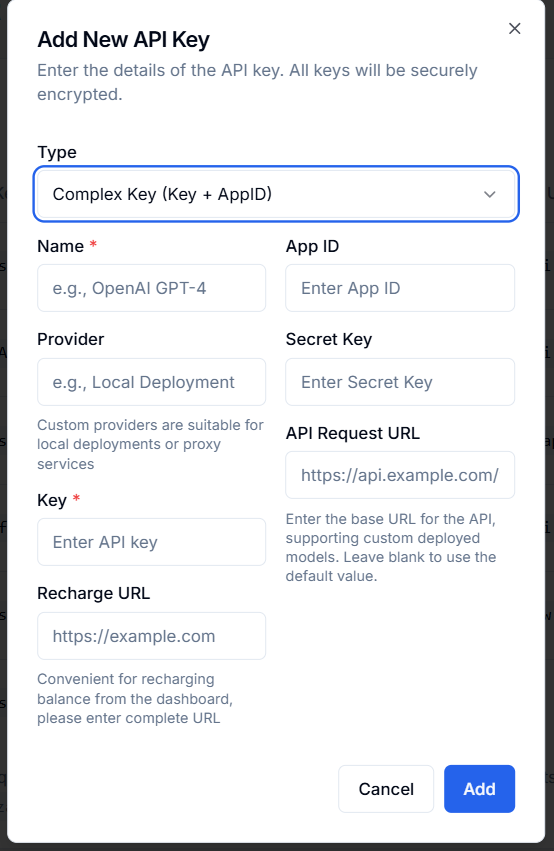 Add New API Key
Enter the details of the API key. All keys will be securely
encrypted.
Type
Complex Key (Key + AppID)
Name *
e.g., OpenAI GPT-4
Provider
e.g., Local Deployment
Custom providers are suitable for
local deployments or proxy
services
Key *
Enter API key
Recharge URL
https://example.com
Convenient for recharging
balance from the dashboard,
please enter complete URL
App ID
Enter App ID
Secret Key
Enter Secret Key
API Request URL
https://api.example.com/
Enter the base URL for the API,
supporting custom deployed
models. Leave blank to use the
default value.
Cancel
Add